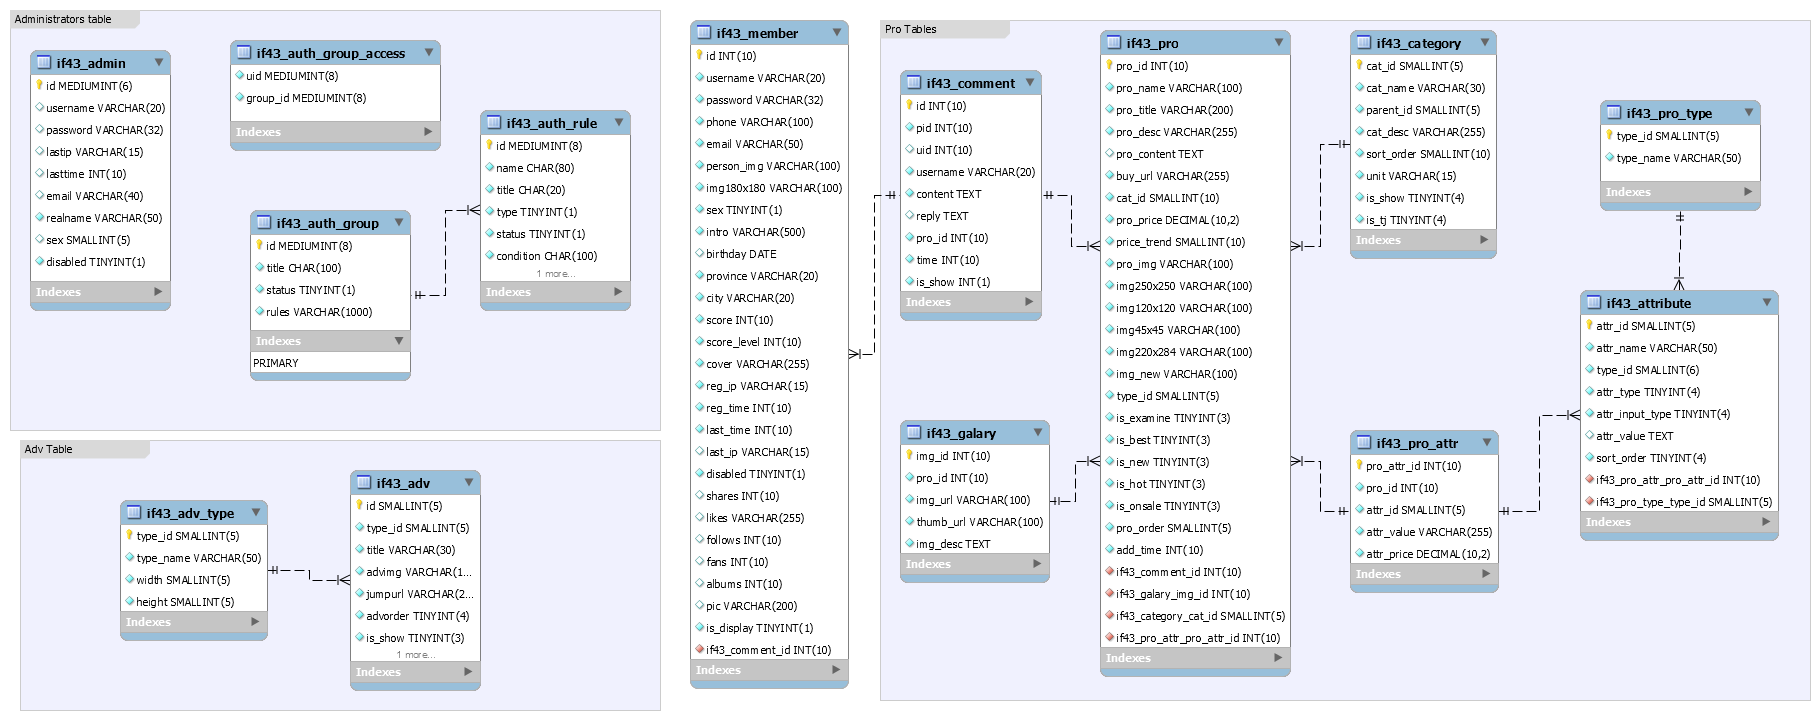 Administrators table
if43_admin
id MEDIUMINT(6)
username VARCHAR(20)
password VARCHAR(32)
lastip VARCHAR(15)
lasttime INT(10)
email VARCHAR(40)
realname VARCHAR(50)
sex SMALLINT(5)
disabled TINYINT(1)
Indexes
if43_auth_group_access
uid MEDIUMINT(8)
group_id MEDIUMINT(8)
Indexes
if43_auth_rule
id MEDIUMINT(8)
name CHAR(80)
title CHAR(20)
type TINYINT(1)
status TINYINT(1)
condition CHAR(100)
1 more...
Indexes
if43_auth_group
id MEDIUMINT(8)
title CHAR(100)
status TINYINT(1)
rules VARCHAR(1000)
Indexes
PRIMARY
Adv Table
if43_adv_type
type_id SMALLINT(5)
type_name VARCHAR(50)
width SMALLINT(5)
height SMALLINT(5)
Indexes
if43_adv
id SMALLINT(5)
type_id SMALLINT(5)
title VARCHAR(30)
advimg VARCHAR(1...
jumpurl VARCHAR(2...
advorder TINYINT(4)
is_show TINYINT(3)
1 more...
Indexes
if43_member
id INT(10)
username VARCHAR(20)
password VARCHAR(32)
phone VARCHAR(100)
email VARCHAR(50)
person_img VARCHAR(100)
img180x180 VARCHAR(100)
sex TINYINT(1)
intro VARCHAR(500)
birthday DATE
province VARCHAR(20)
city VARCHAR(20)
score INT(10)
score_level INT(10)
cover VARCHAR(255)
reg_ip VARCHAR(15)
reg_time INT(10)
last_time INT(10)
last_ip VARCHAR(15)
disabled TINYINT(1)
shares INT(10)
likes VARCHAR(255)
follows INT(10)
fans INT(10)
albums INT(10)
pic VARCHAR(200)
is_display TINYINT(1)
if43_comment_id INT(10)
Indexes
Pro Tables
if43_comment
id INT(10)
pid INT(10)
uid INT(10)
username VARCHAR(20)
content TEXT
reply TEXT
pro_id INT(10)
time INT(10)
is_show INT(1)
Indexes
if43_galary
img_id INT(10)
pro_id INT(10)
img_url VARCHAR(100)
thumb_url VARCHAR(100)
img_desc TEXT
Indexes
if43_pro
pro_id INT(10)
pro_name VARCHAR(100)
pro_title VARCHAR(200)
pro_desc VARCHAR(255)
pro_content TEXT
buy_url VARCHAR(255)
cat_id SMALLINT(10)
pro_price DECIMAL(10,2)
price_trend SMALLINT(10)
pro_img VARCHAR(100)
img250x250 VARCHAR(100)
img120x120 VARCHAR(100)
img45x45 VARCHAR(100)
img220x284 VARCHAR(100)
img_new VARCHAR(100)
type_id SMALLINT(5)
is_examine TINYINT(3)
is_best TINYINT(3)
is_new TINYINT(3)
is_hot TINYINT(3)
is_onsale TINYINT(3)
pro_order SMALLINT(5)
add_time INT(10)
if43_comment_id INT(10)
if43_galary_img_id INT(10)
if43_category_cat_id SMALLINT(5)
if43_pro_attr_pro_attr_id INT(10)
Indexes
if43_category
cat_id SMALLINT(5)
cat_name VARCHAR(30)
parent_id SMALLINT(5)
cat_desc VARCHAR(255)
sort_order SMALLINT(10)
unit VARCHAR(15)
is_show TINYINT(4)
is_tj TINYINT(4)
Indexes
if43_pro_attr
pro_attr_id INT(10)
pro_id INT(10)
attr_id SMALLINT(5)
attr_value VARCHAR(255)
attr_price DECIMAL(10,2)
Indexes
if43_pro_type
type_id SMALLINT(5)
type_name VARCHAR(50)
Indexes
if43_attribute
attr_id SMALLINT(5)
attr_name VARCHAR(50)
type_id SMALLINT(6)
attr_type TINYINT(4)
attr_input_type TINYINT(4)
attr_value TEXT
sort_order TINYINT(4)
if43_pro_attr_pro_attr_id INT(10)
if43_pro_type_type_id SMALLINT(5)
Indexes